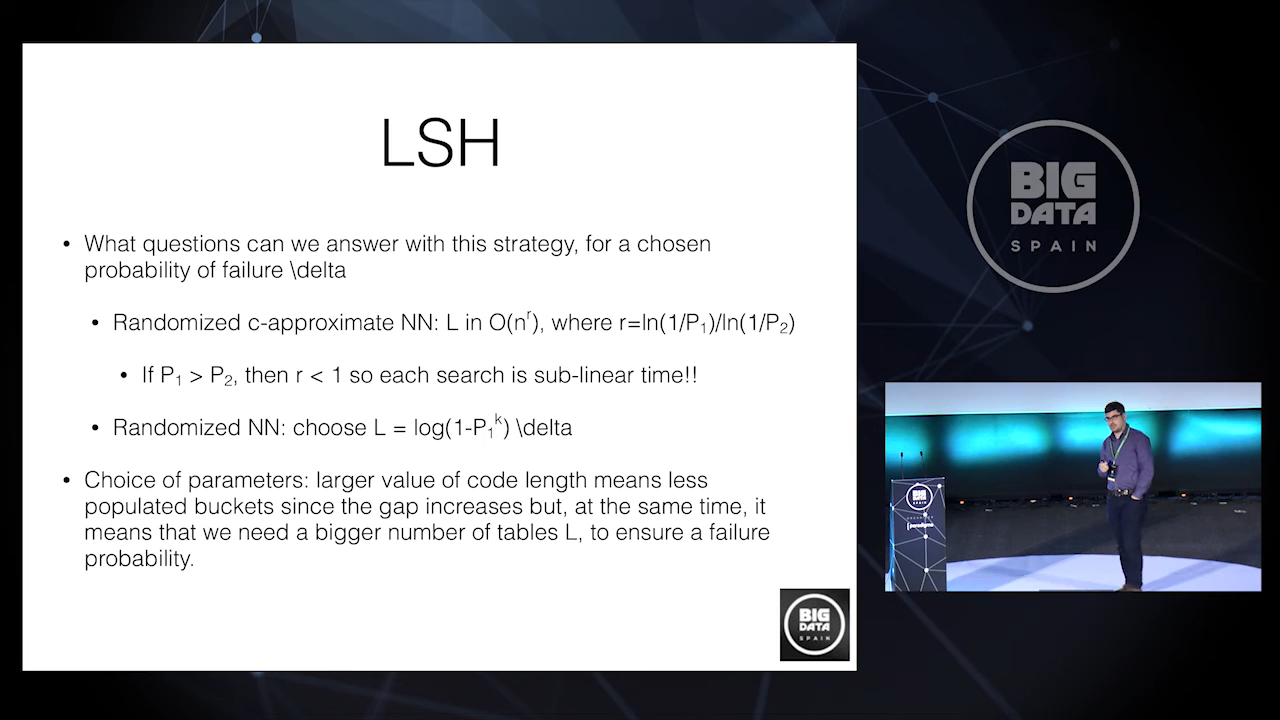 LSH
• What questions can we answer with this strategy, for a chosen
probability of failure \delta
• Randomized c-approximate NN: L in O(nʳ), where r=ln(1/P₁)/ln(1/P₂)
• If P₁ > P₂, then r < 1 so each search is sub-linear time!!
• Randomized NN: choose L = log(1-P₁ᵏ) \delta
• Choice of parameters: larger value of code length means less
populated buckets since the gap increases but, at the same time, it
means that we need a bigger number of tables L, to ensure a failure
probability.
BIG
DATA
SPAIN
BIG
DATA
SPAIN
BIG
DATA